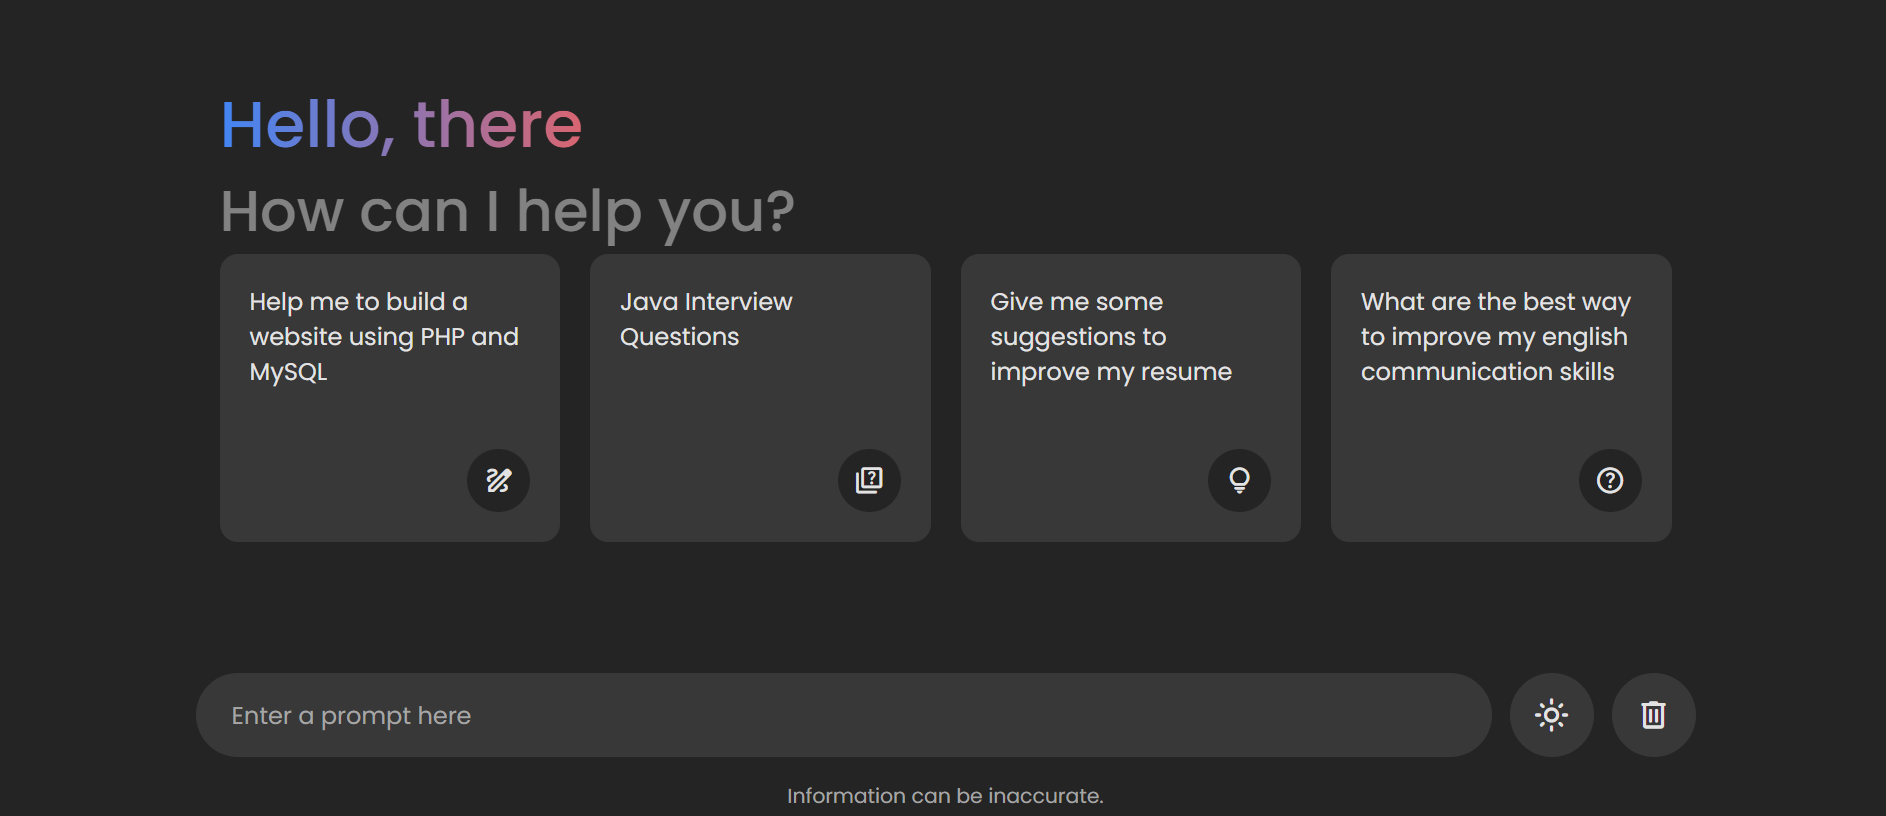 Hello, there
How can I help you?
Help me to build a
website using PHP and
MySQL
Java Interview
Questions
Give me some
suggestions to
improve my resume
What are the best way
to improve my english
communication skills
Enter a prompt here
Information can be inaccurate.